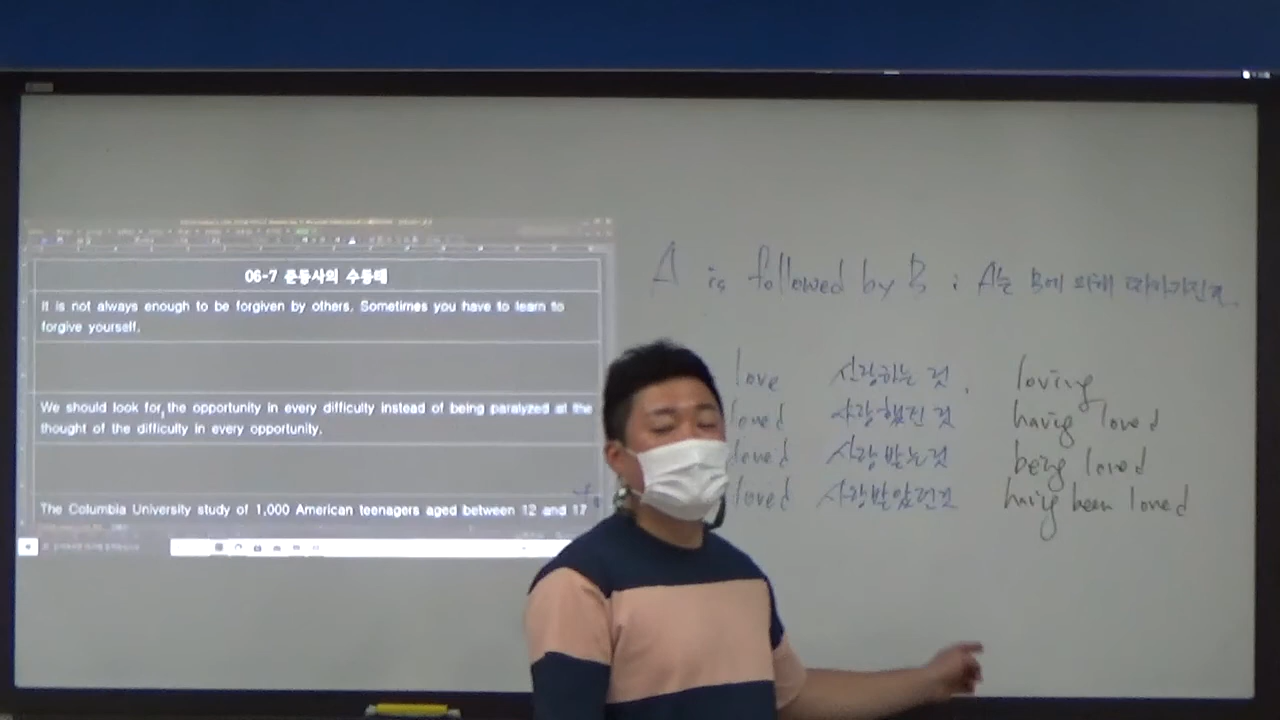 06-7 준동사의 수동태
It is not always enough to be forgiven by others. Sometimes you have to learn to
forgive yourself.
We should look for the opportunity in every difficulty instead of being paralyzed at the
thought of the difficulty in every opportunity.
The Columbia University study of 1,000 American teenagers aged between 12 and 17
A is followed by B : A는 B에 의해 따라가진다.
love 사랑하는 것. loving
loved 사랑했던 것 having loved
loved 사랑받는것 being loved
loved 사랑받았던것 having been loved